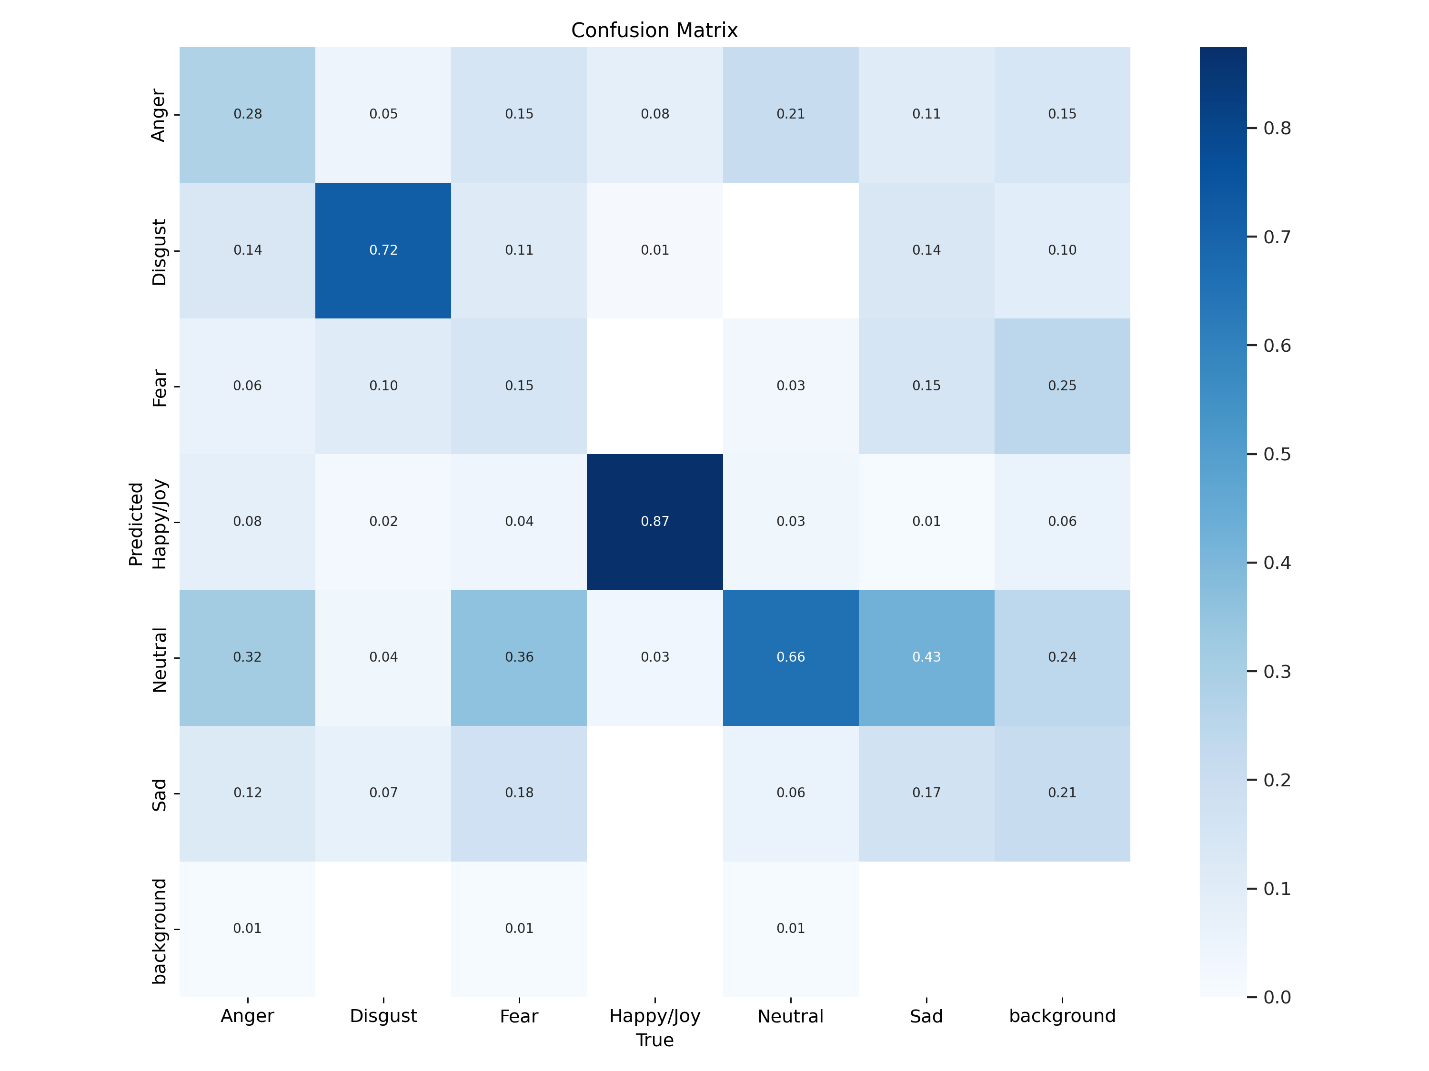 Confusion Matrix
Anger 0.28 0.05 0.15 0.08 0.21 0.11 0.15
Disgust 0.14 0.72 0.11 0.01 0.14 0.10
Fear 0.06 0.10 0.15 0.03 0.15 0.25
Predicted
Happy/Joy 0.08 0.02 0.04 0.87 0.03 0.01 0.06
Neutral 0.32 0.04 0.36 0.03 0.66 0.43 0.24
Sad 0.12 0.07 0.18 0.06 0.17 0.21
background 0.01 0.01 0.01
Anger Disgust Fear Happy/Joy Neutral Sad background
True
0.8
0.7
0.6
0.5
0.4
0.3
0.2
0.1
0.0